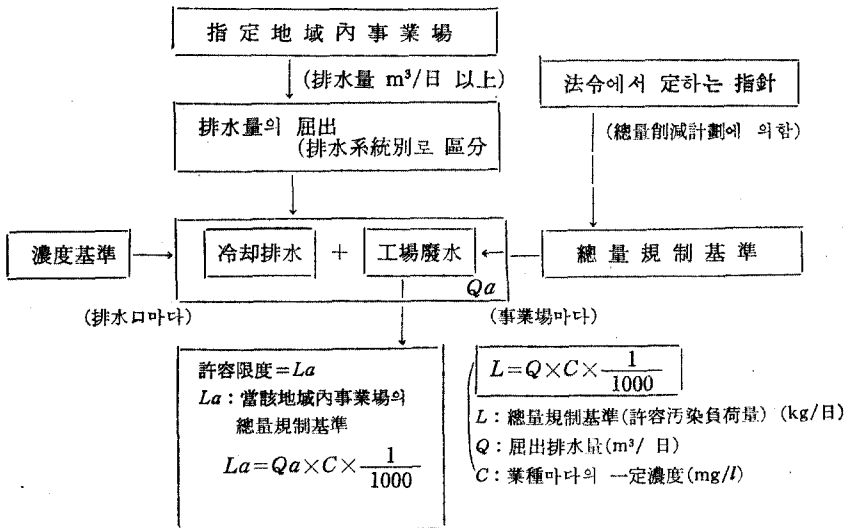 指定地域內事業場
(排水量 m³/日 以上)
法令에서 定하는 指針
排水量의 屆出
(排水系統別로 區分
(總量削減計劃에 의함)
濃度基準
冷却排水 + 工場廢水
總量規制基準
Qa
(排水口마다)
(事業場마다)
許容限度=La
La : 當該地域內事業場의
總量規制基準
La=Qa×C×1/1000
L=Q×C×1/1000
L : 總量規制基準(許容汚染負荷量) (kg/日)
Q : 屆出排水量(m³/ 日)
C : 業種마다의 一定濃度(mg/l)